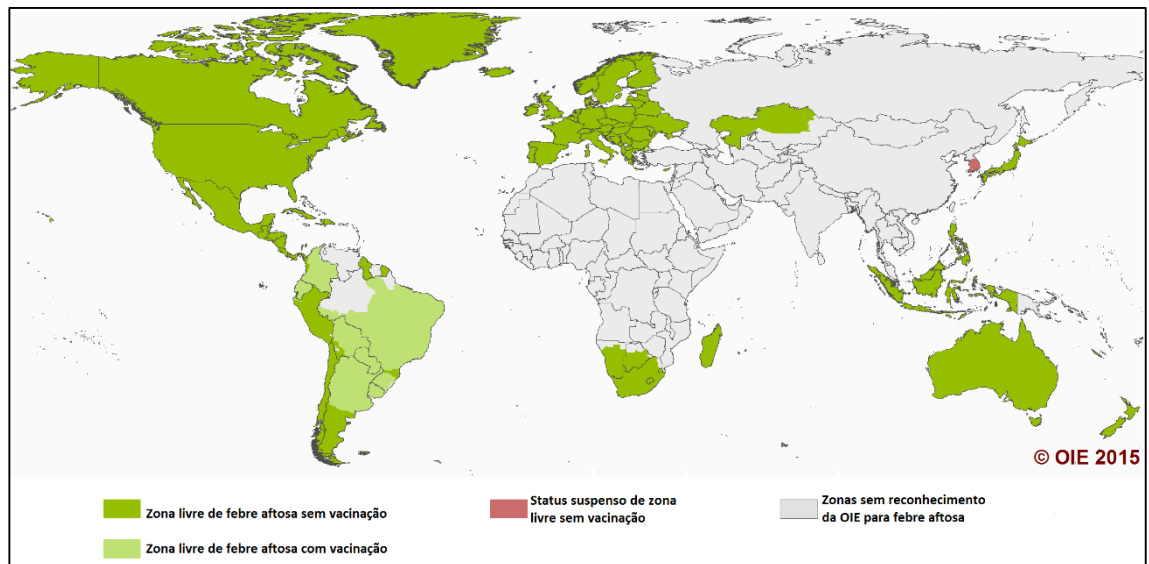 © OIE 2015
Zona livre de febre aftosa sem vacinação
Status suspenso de zona
livre sem vacinação
Zonas sem reconhecimento
da OIE para febre aftosa
Zona livre de febre aftosa com vacinação